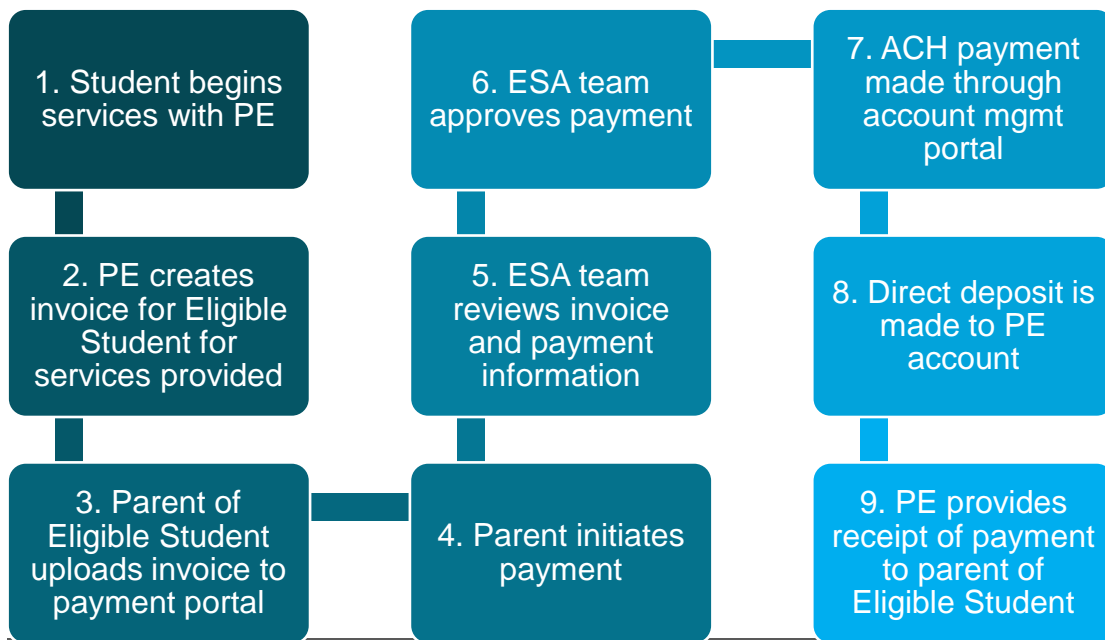 1. Student begins
services with PE
2. PE creates
invoice for Eligible
Student for
services provided
3. Parent of
Eligible Student
uploads invoice to
payment portal
4. Parent initiates
payment
5. ESA team
reviews invoice
and payment
information
6. ESA team
approves payment
7. ACH payment
made through
account mgmt
portal
8. Direct deposit is
made to PE
account
9. PE provides
receipt of payment
to parent of
Eligible Student